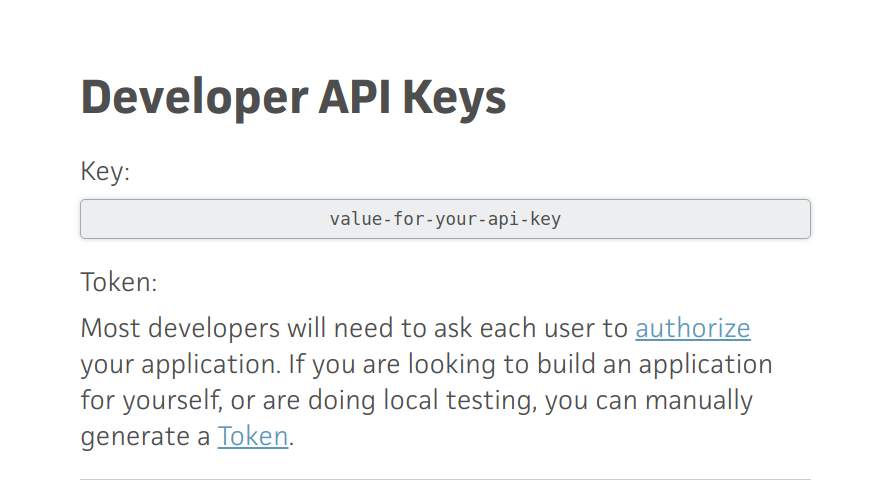 Developer API Keys
Key:
value-for-your-api-key
Token:
Most developers will need to ask each user to authorize
your application. If you are looking to build an application
for yourself, or are doing local testing, you can manually
generate a Token.